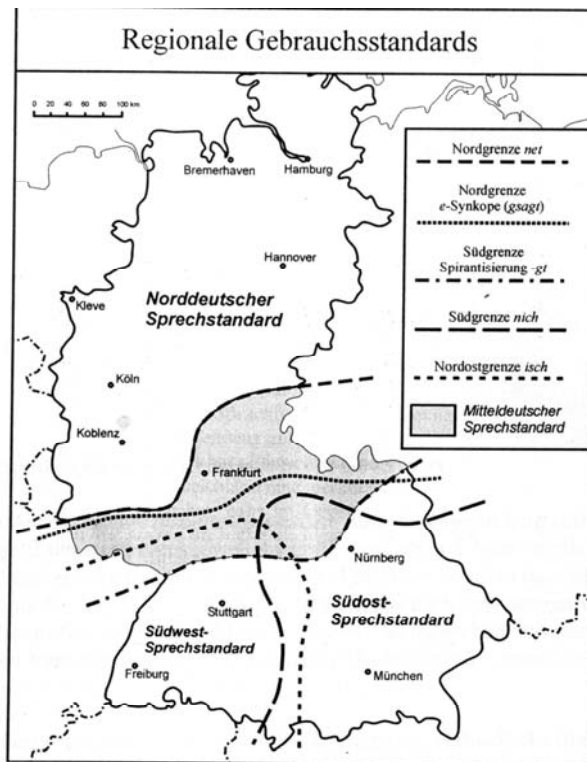 Regionale Gebrauchsstandards
0 20 40 60 80 100 km
Bremerhaven
Hamburg
Hannover
Norddeutscher
Sprechstandard
Kleve
Köln
Koblenz
Frankfurt
Nürnberg
Stuttgart
Südost-
Sprechstandard
Südwest-
Sprechstandard
Freiburg
München
Nordgrenze net
Nordgrenze
e-Synkope (gsagt)
Südgrenze
Spirantisierung -gt
Südgrenze nich
Nordostgrenze isch
Mitteldeutscher
Sprechstandard